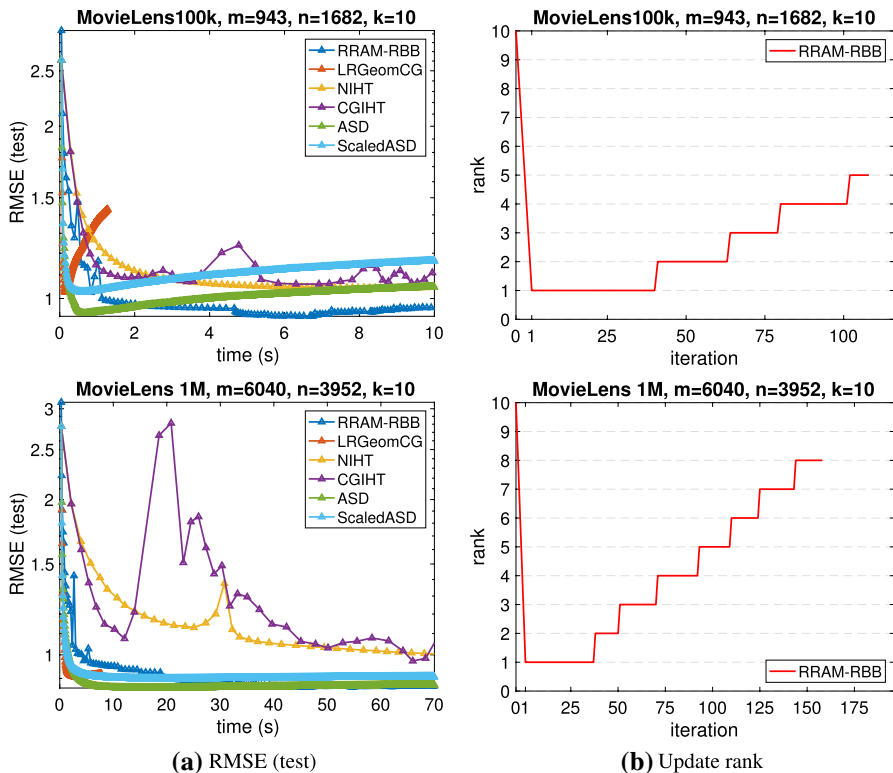 MovieLens100k, m=943, n=1682, k=10
RMSE (test)
2.5
2
1.5
1
RRAM-RBB
LRGeomCG
NIHT
CGIHT
ASD
ScaledASD
0 2 4 6 8 10
time (s)
MovieLens100k, m=943, n=1682, k=10
rank
10
9
8
7
6
5
4
3
2
1
0
RRAM-RBB
0 1 25 50 75 100
iteration
MovieLens 1M, m=6040, n=3952, k=10
RMSE (test)
3
2.5
2
1.5
1
RRAM-RBB
LRGeomCG
NIHT
CGIHT
ASD
ScaledASD
0 10 20 30 40 50 60 70
time (s)
MovieLens 1M, m=6040, n=3952, k=10
rank
10
9
8
7
6
5
4
3
2
1
0
RRAM-RBB
01 25 50 75 100 125 150 175
iteration
(a) RMSE (test)
(b) Update rank